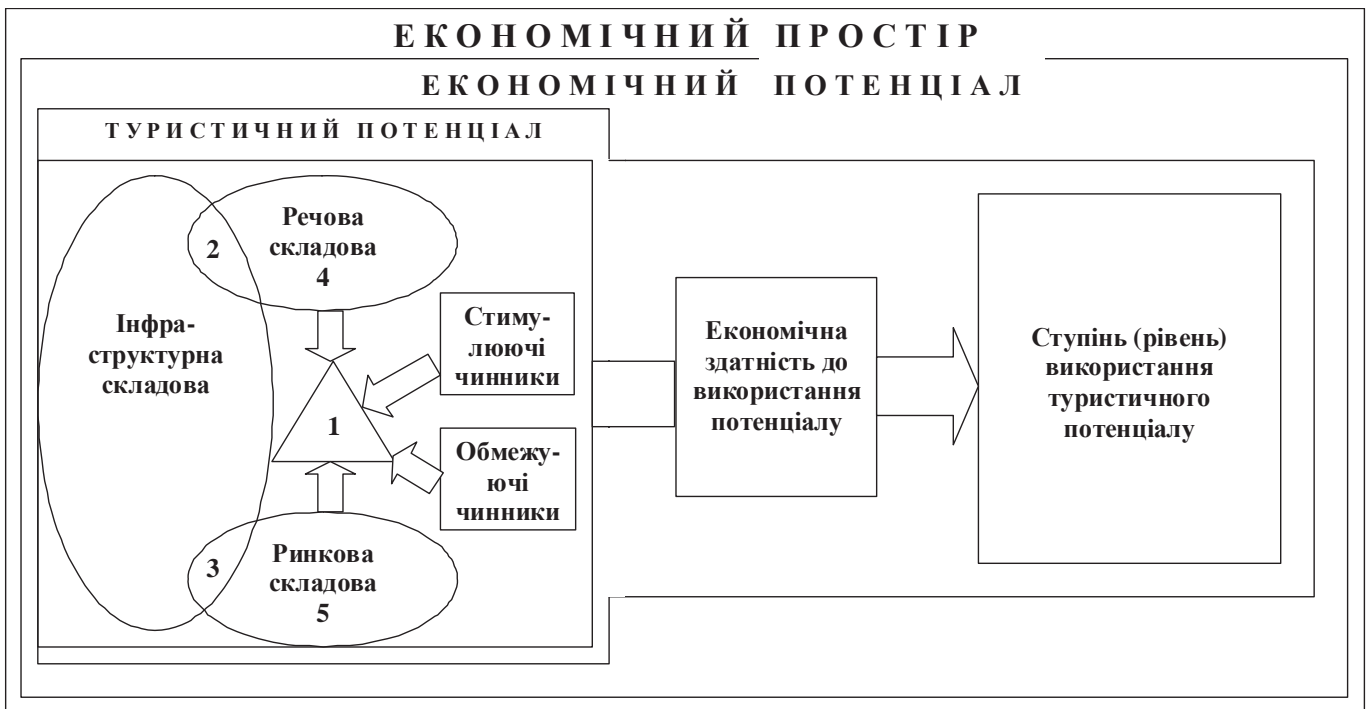 ЕКОНОМІЧНИЙ ПРОСТІР
ЕКОНОМІЧНИЙ ПОТЕНЦІАЛ
ТУРИСТИЧНИЙ ПОТЕНЦІАЛ
Речова
складова
4
2
Інфра-
структурна
складова
Стиму-
люючі
чинники
1
Обмежу-
ючі
чинники
3
Ринкова
складова
5
Економічна
здатність до
використання
потенціалу
Ступінь (рівень)
використання
туристичного
потенціалу